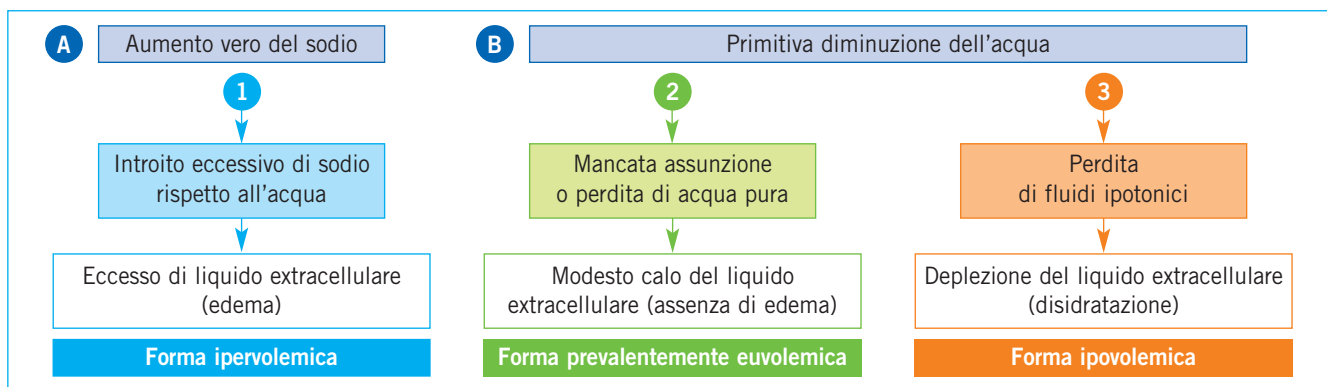 A Aumento vero del sodio
B Primitiva diminuzione dell'acqua
1
2
3
Introito eccessivo di sodio
rispetto all'acqua
Mancata assunzione
o perdita di acqua pura
Perdita
di fluidi ipotonici
Eccesso di liquido extracellulare
(edema)
Modesto calo del liquido
extracellulare (assenza di edema)
Deplezione del liquido extracellulare
(disidratazione)
Forma ipervolemica
Forma prevalentemente euvolemica
Forma ipovolemica